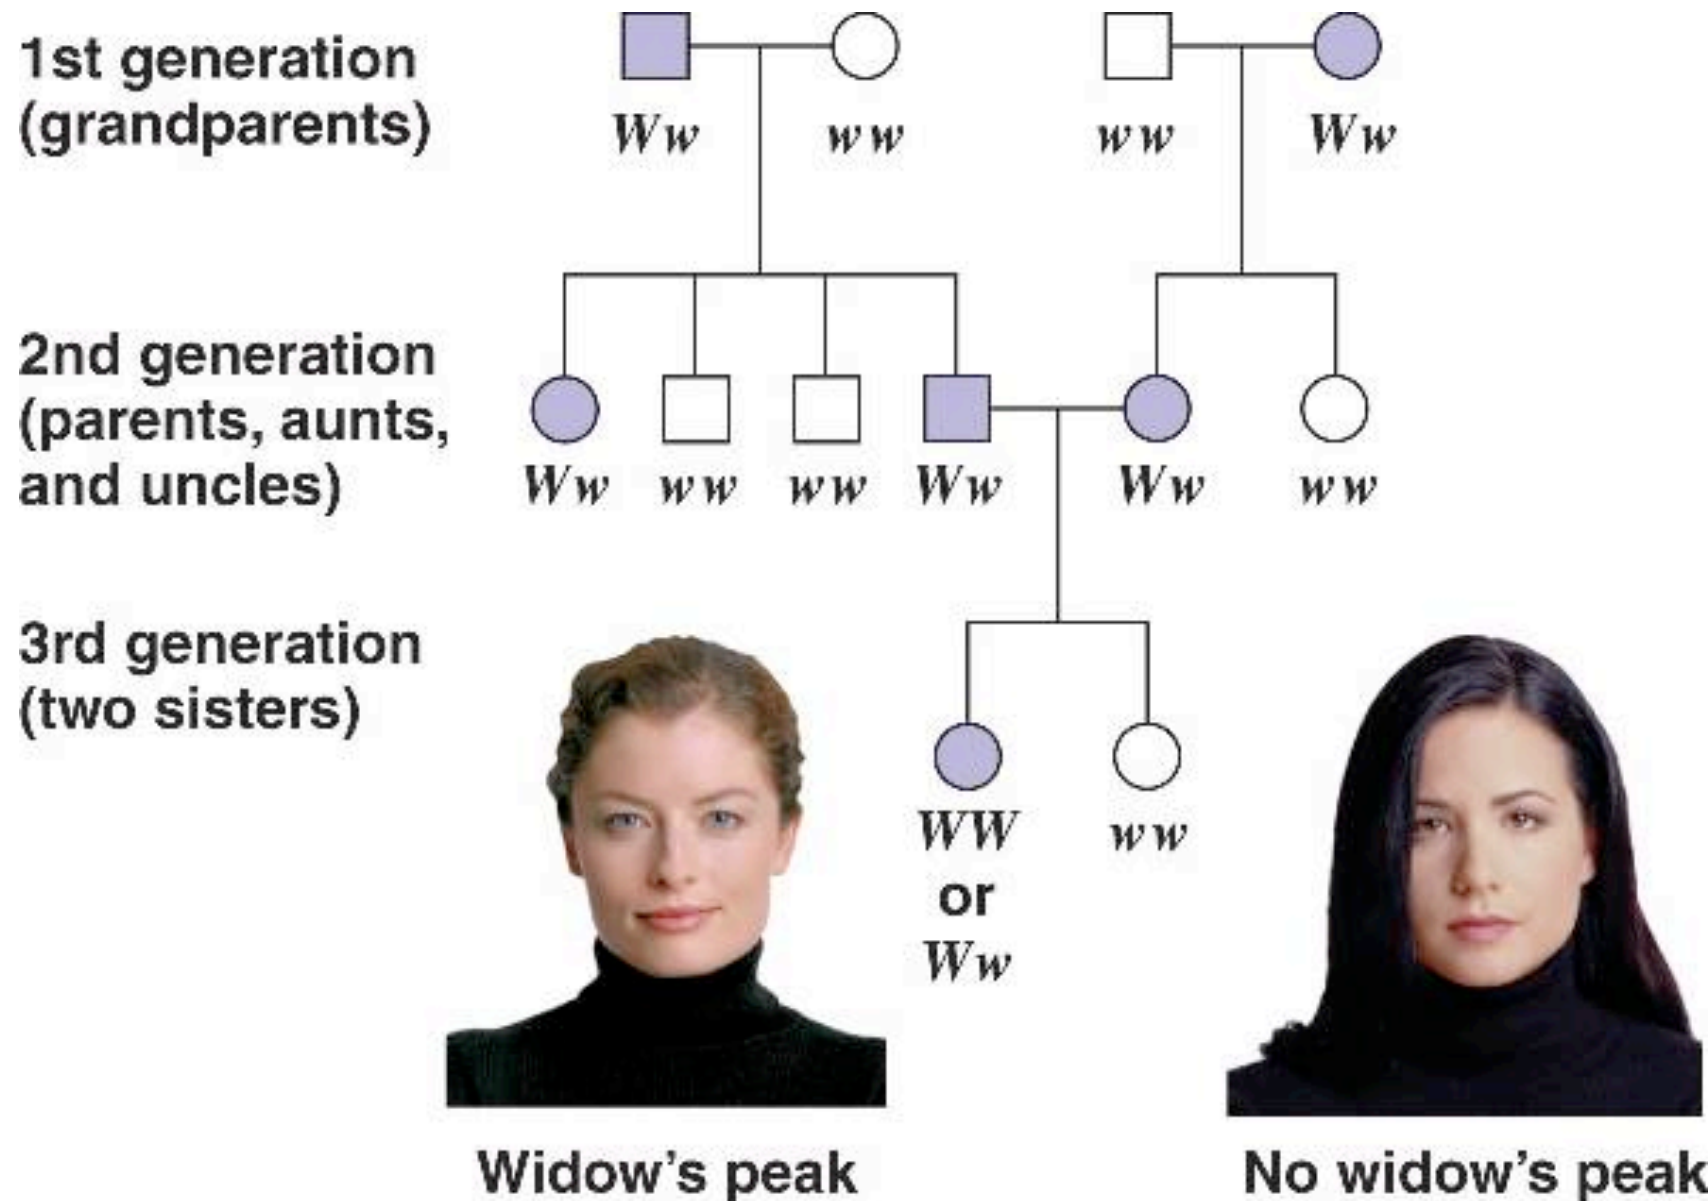 1st generation
(grandparents)
Ww ww ww Ww
2nd generation
(parents, aunts,
and uncles)
Ww ww ww Ww Ww ww
3rd generation
(two sisters)
WW ww
or
Ww
Widow's peak No widow's peak